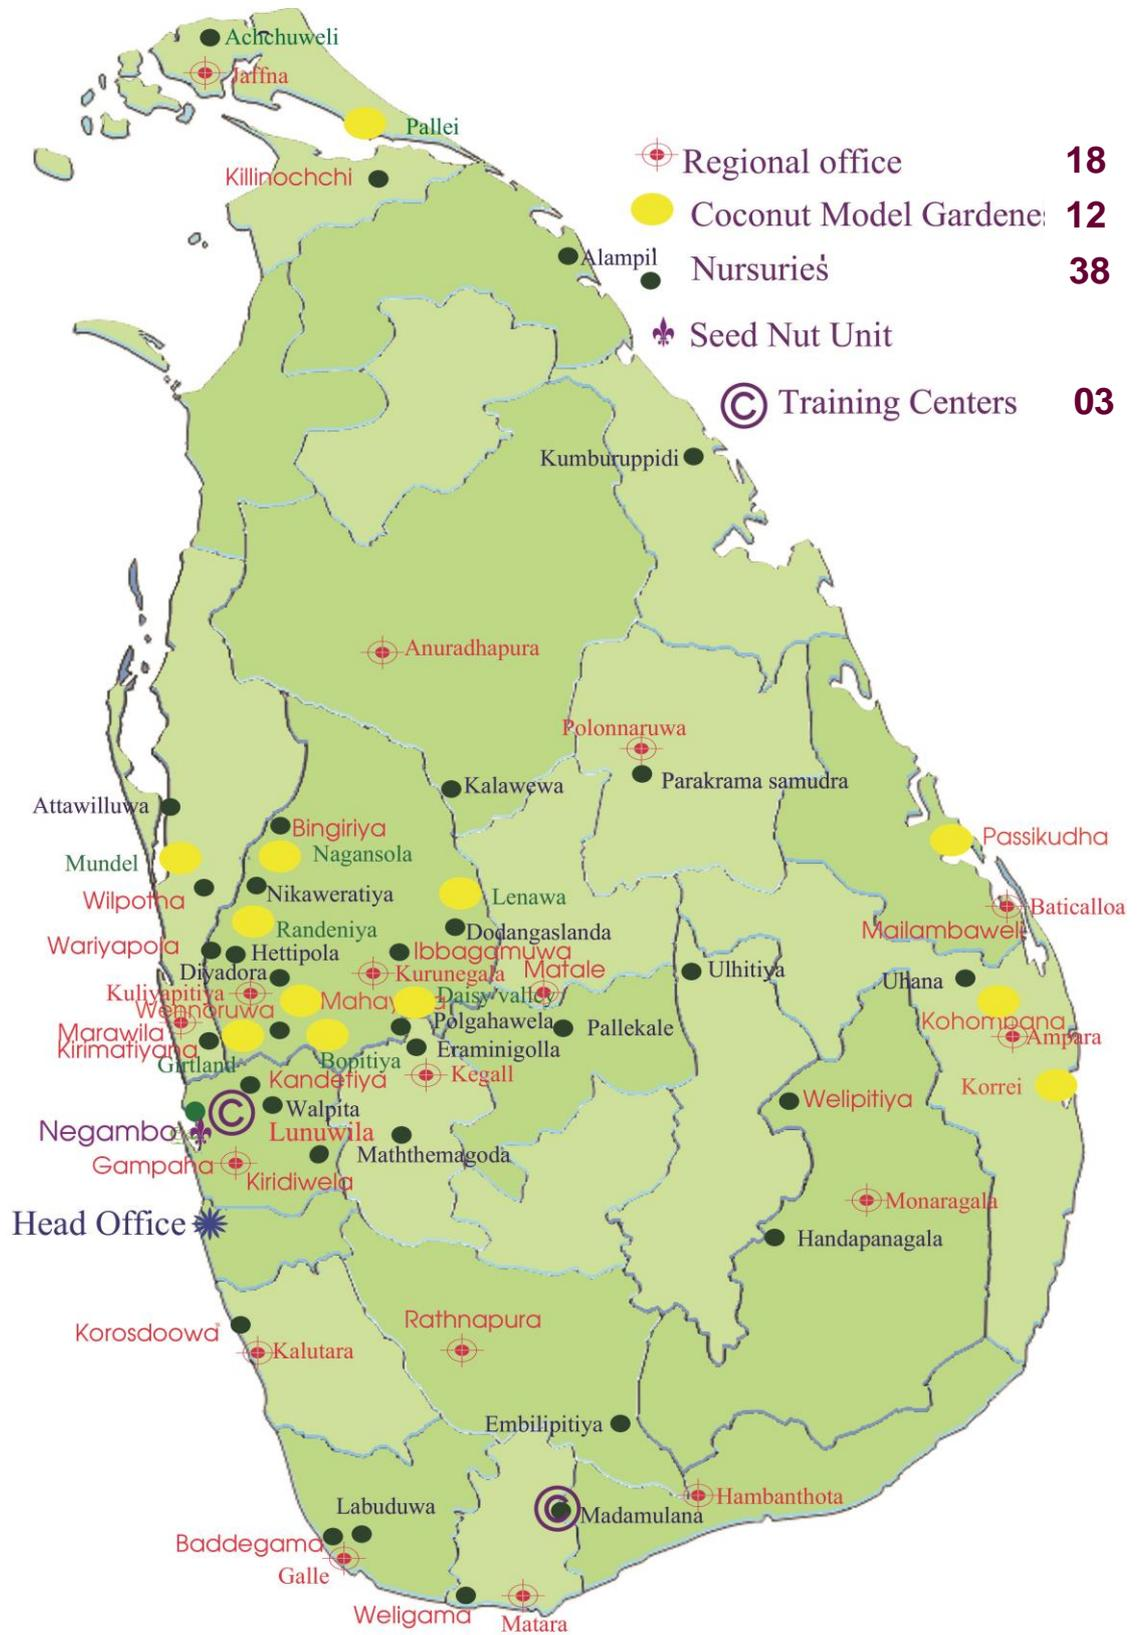 Achchuweli
Jaffna
Pallei
Killinochchi
Regional office 18
Coconut Model Gardene 12
Alampil
Nursuries 38
Seed Nut Unit
© Training Centers 03
Kumburuppidi
Anuradhapura
Polonnaruwa
Parakrama samudra
Kalawewa
Attawilluwa
Bingiriya
Passikudha
Mundel
Nagansola
Nikaweratiya
Wilpotha
Lenawa
Baticalloa
Randeniya
Dodangaslanda
Mailambaweli
Wariyapola
Hettipola
Ibbagamuwa
Diyadora
Kurunegala
Matale
Ulhitiya
Uhana
Kuliyapitiya
Daisy valley
Wennoruwa
Polgahawela
Pallekale
Kohombana
Marawila
Ampara
Kirimatiyana
Eraminigolla
Girtland
Bopitiya
Kegall
Kandetiya
Korrei
Welipitiya
©
Walpita
Negambo
Lunuwila
Maththemagoda
Gampaha
Kiridiwela
Monaragala
Head Office
Handapanagala
Korosdoowa
Rathnapura
Kalutara
Embilipitiya
Hambanthota
Labuduwa
©
Madamulana
Baddegama
Galle
Weligama
Matara